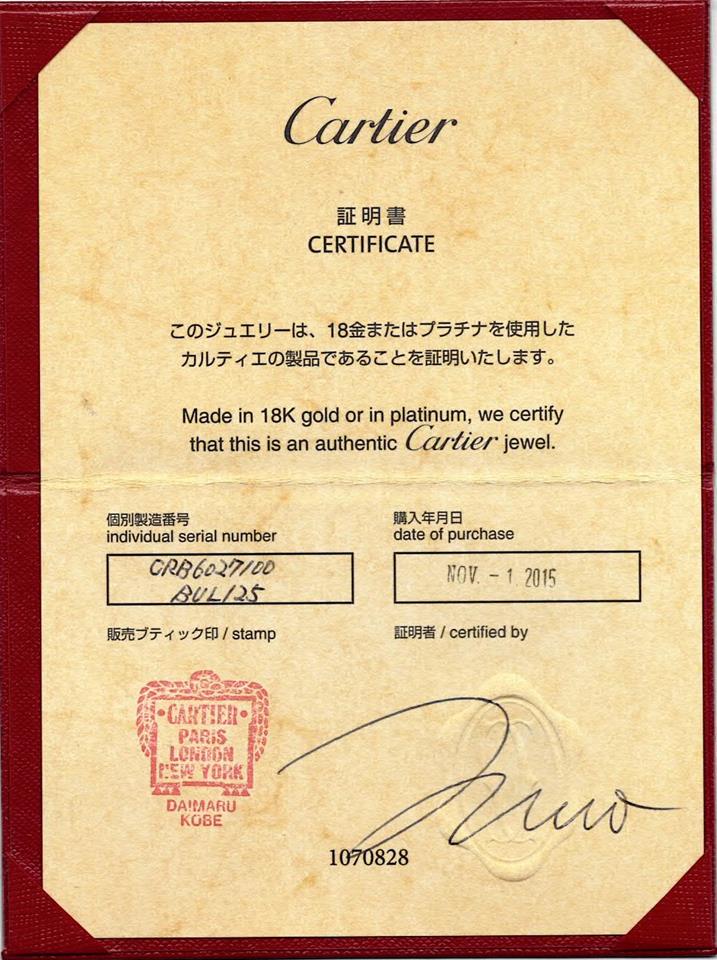 Cartier
証明書
CERTIFICATE
このジュエリーは、18金またはプラチナを使用した
カルティエの製品であることを証明いたします。
Made in 18K gold or in platinum, we certify
that this is an authentic Cartier jewel.
個別製造番号
individual serial number
CRB6027100
BUL125
購入年月日
date of purchase
NOV. - 1. 2015
販売ブティック印 / stamp
証明者 / certified by
CARTIER
PARIS
LONDON
NEW YORK
DAIMARU
KOBE
1070828